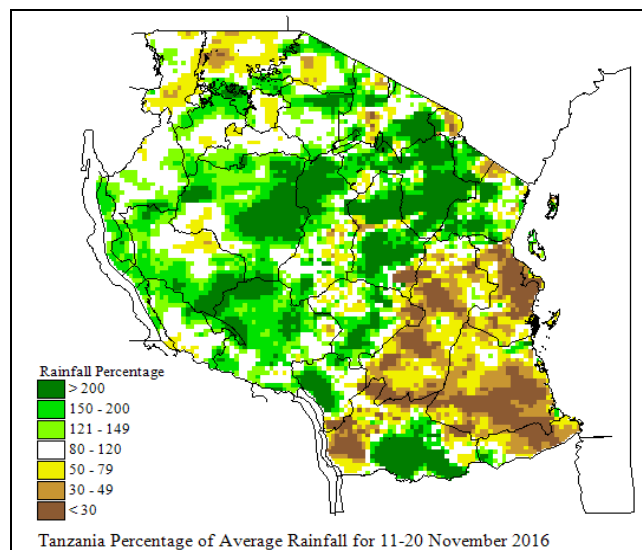 Rainfall Percentage
> 200
150 - 200
121 - 149
80 - 120
50 - 79
30 - 49
< 30
Tanzania Percentage of Average Rainfall for 11-20 November 2016